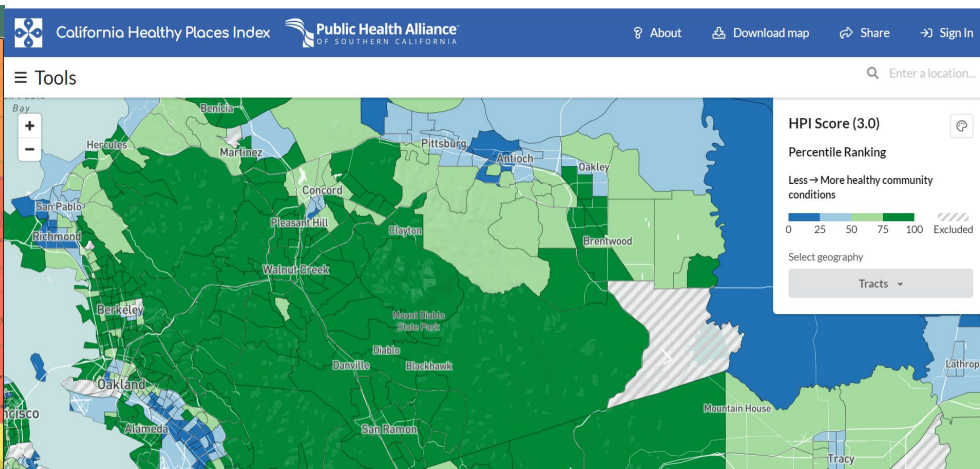 California Healthy Places Index
Public Health Alliance
OF SOUTHERN CALIFORNIA
About
Download map
Share
Sign In
Tools
Enter a location...
Bay
+
−
Benicia
Hercules
Martinez
Pittsburg
Antioch
Oakley
Concord
San Pablo
Richmond
Pleasant Hill
Clayton
Brentwood
Walnut Creek
Berkeley
Mount Diablo
State Park
Diablo
Danville
Blackhawk
Oakland
ncisco
Alameda
San Ramon
Mountain House
Lathrop
Tracy
HPI Score (3.0)
Percentile Ranking
Less → More healthy community
conditions
0 25 50 75 100 Excluded
Select geography
Tracts